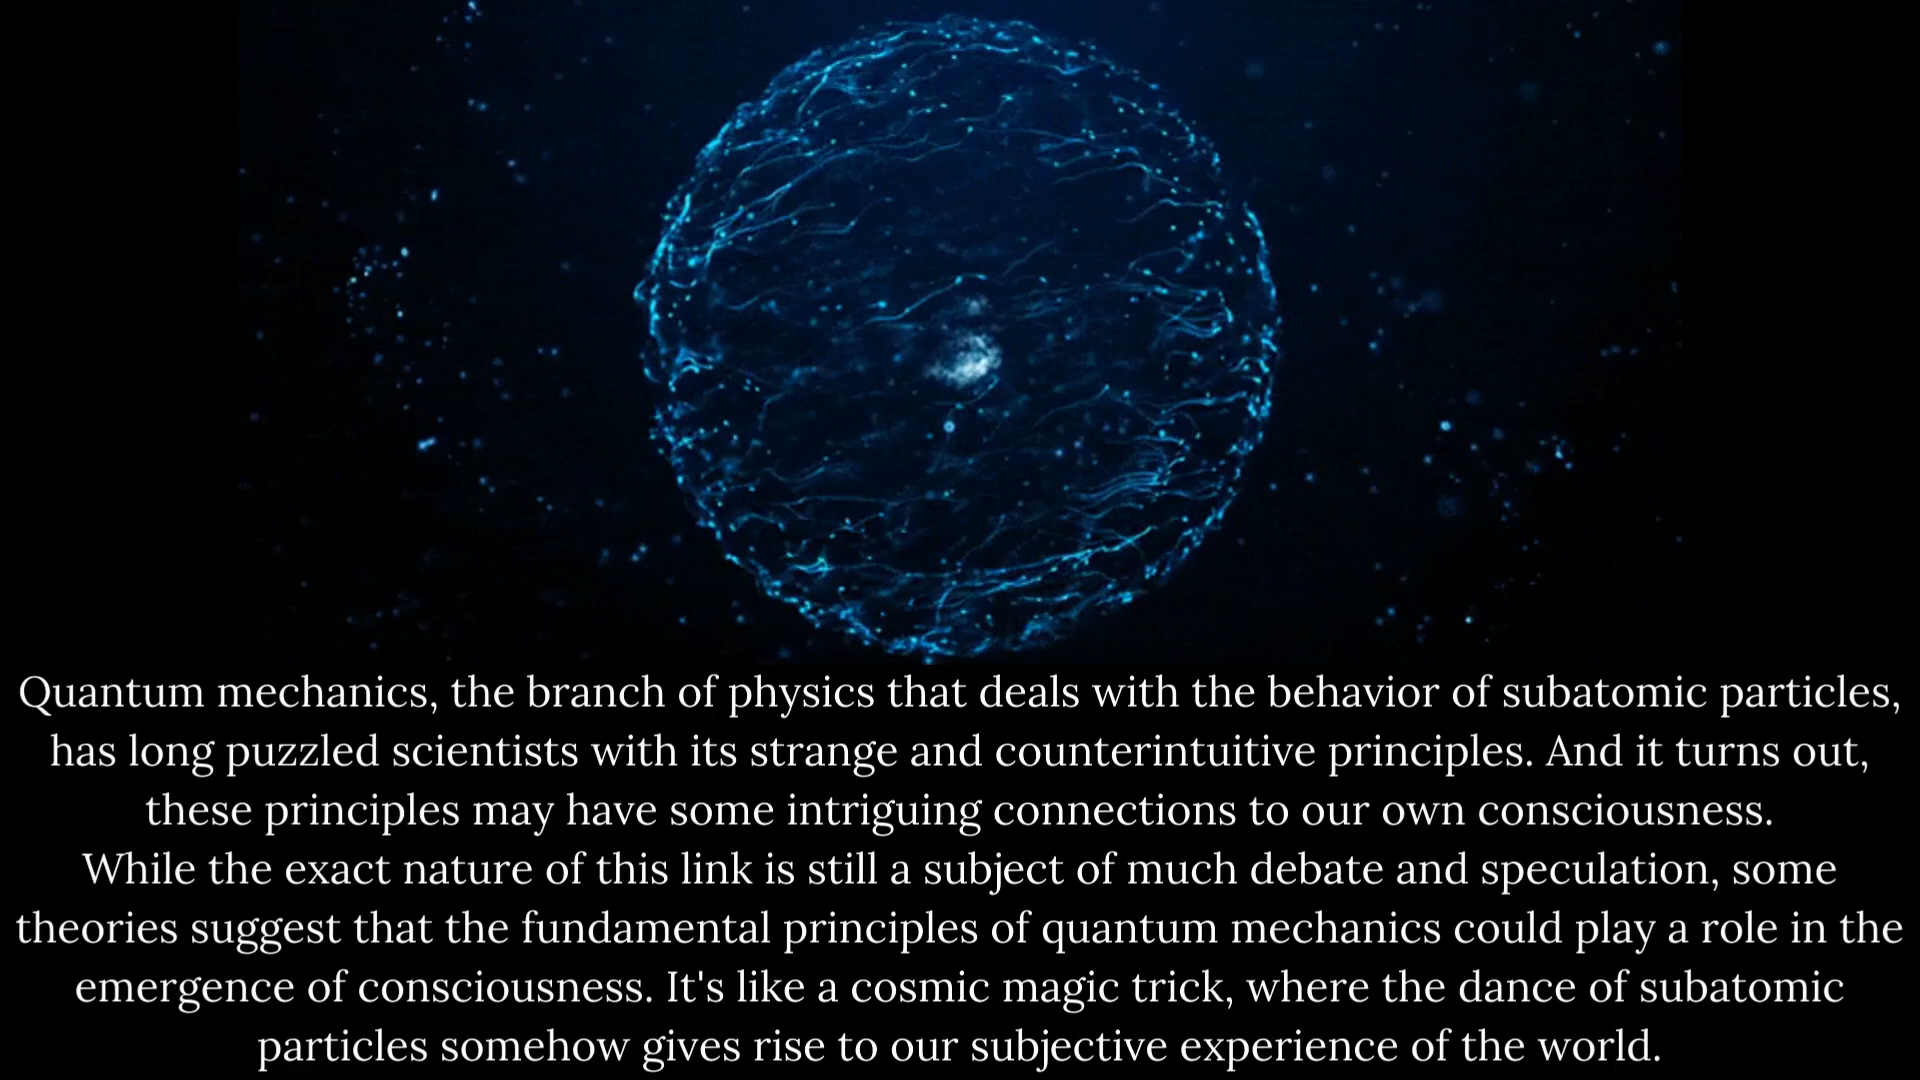 Quantum mechanics, the branch of physics that deals with the behavior of subatomic particles,
has long puzzled scientists with its strange and counterintuitive principles. And it turns out,
these principles may have some intriguing connections to our own consciousness.
While the exact nature of this link is still a subject of much debate and speculation, some
theories suggest that the fundamental principles of quantum mechanics could play a role in the
emergence of consciousness. It's like a cosmic magic trick, where the dance of subatomic
particles somehow gives rise to our subjective experience of the world.